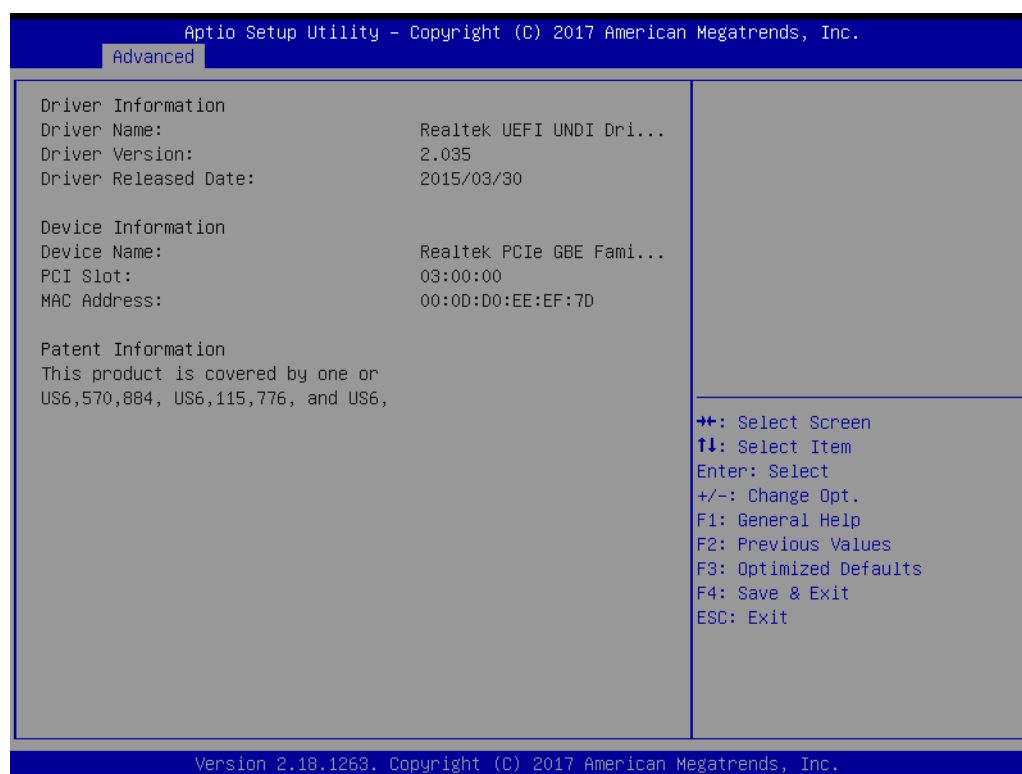 Aptio Setup Utility – Copyright (C) 2017 American Megatrends, Inc.
Advanced
Driver Information
Driver Name: Realtek UEFI UNDI Dri...
Driver Version: 2.035
Driver Released Date: 2015/03/30
Device Information
Device Name: Realtek PCIe GBE Fami...
PCI Slot: 03:00:00
MAC Address: 00:0D:D0:EE:EF:7D
Patent Information
This product is covered by one or
US6,570,884, US6,115,776, and US6,
→←: Select Screen
↑↓: Select Item
Enter: Select
+/-: Change Opt.
F1: General Help
F2: Previous Values
F3: Optimized Defaults
F4: Save & Exit
ESC: Exit
Version 2.18.1263. Copyright (C) 2017 American Megatrends, Inc.